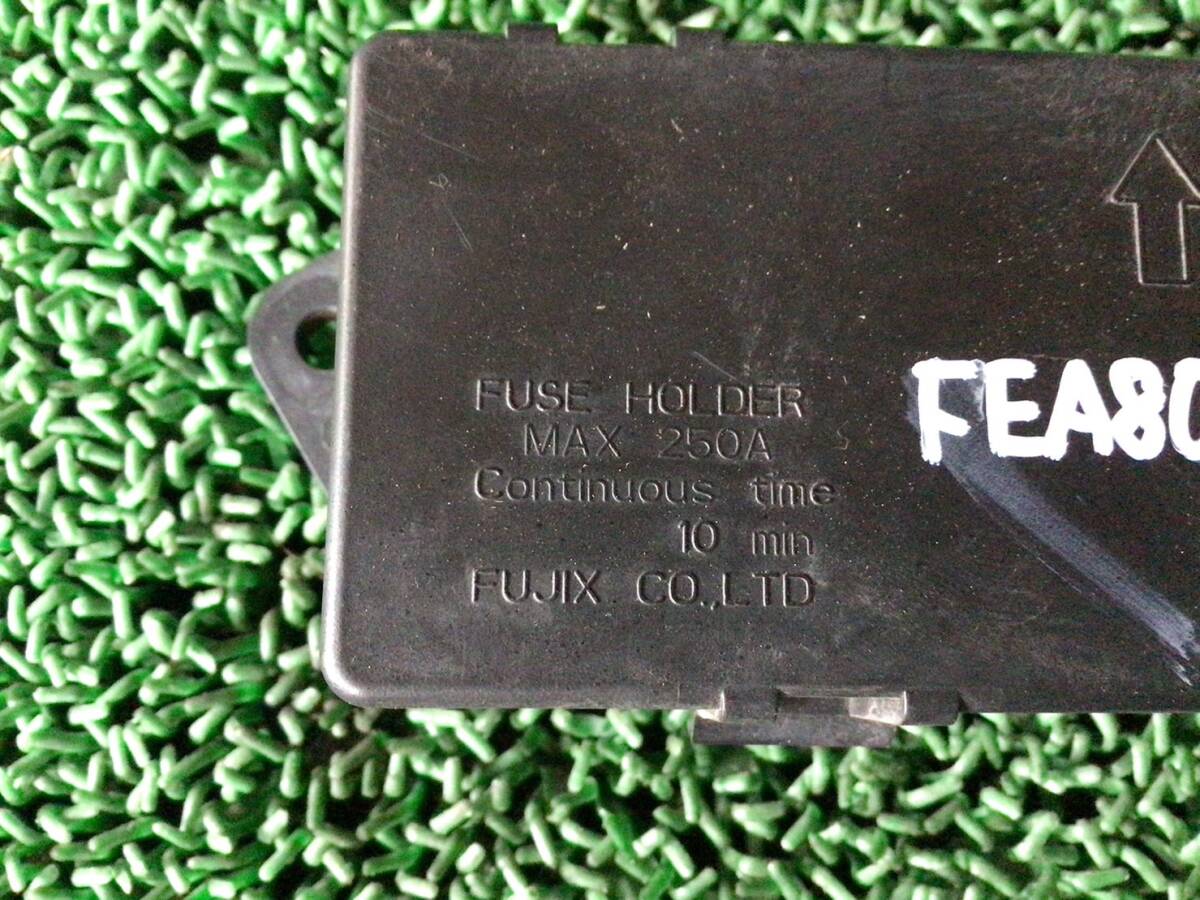 FUSE HOLDER
MAX 250A
Continuous time
10 min
FUJIX CO.,LTD
FEA80